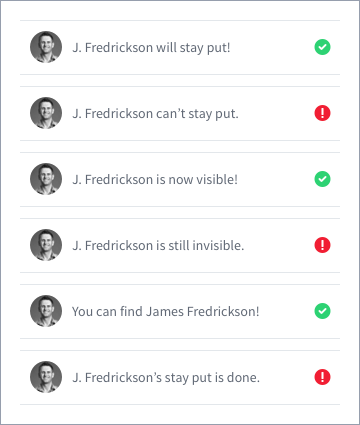 J. Fredrickson will stay put!
J. Fredrickson can’t stay put.
J. Fredrickson is now visible!
J. Fredrickson is still invisible.
You can find James Fredrickson!
J. Fredrickson’s stay put is done.